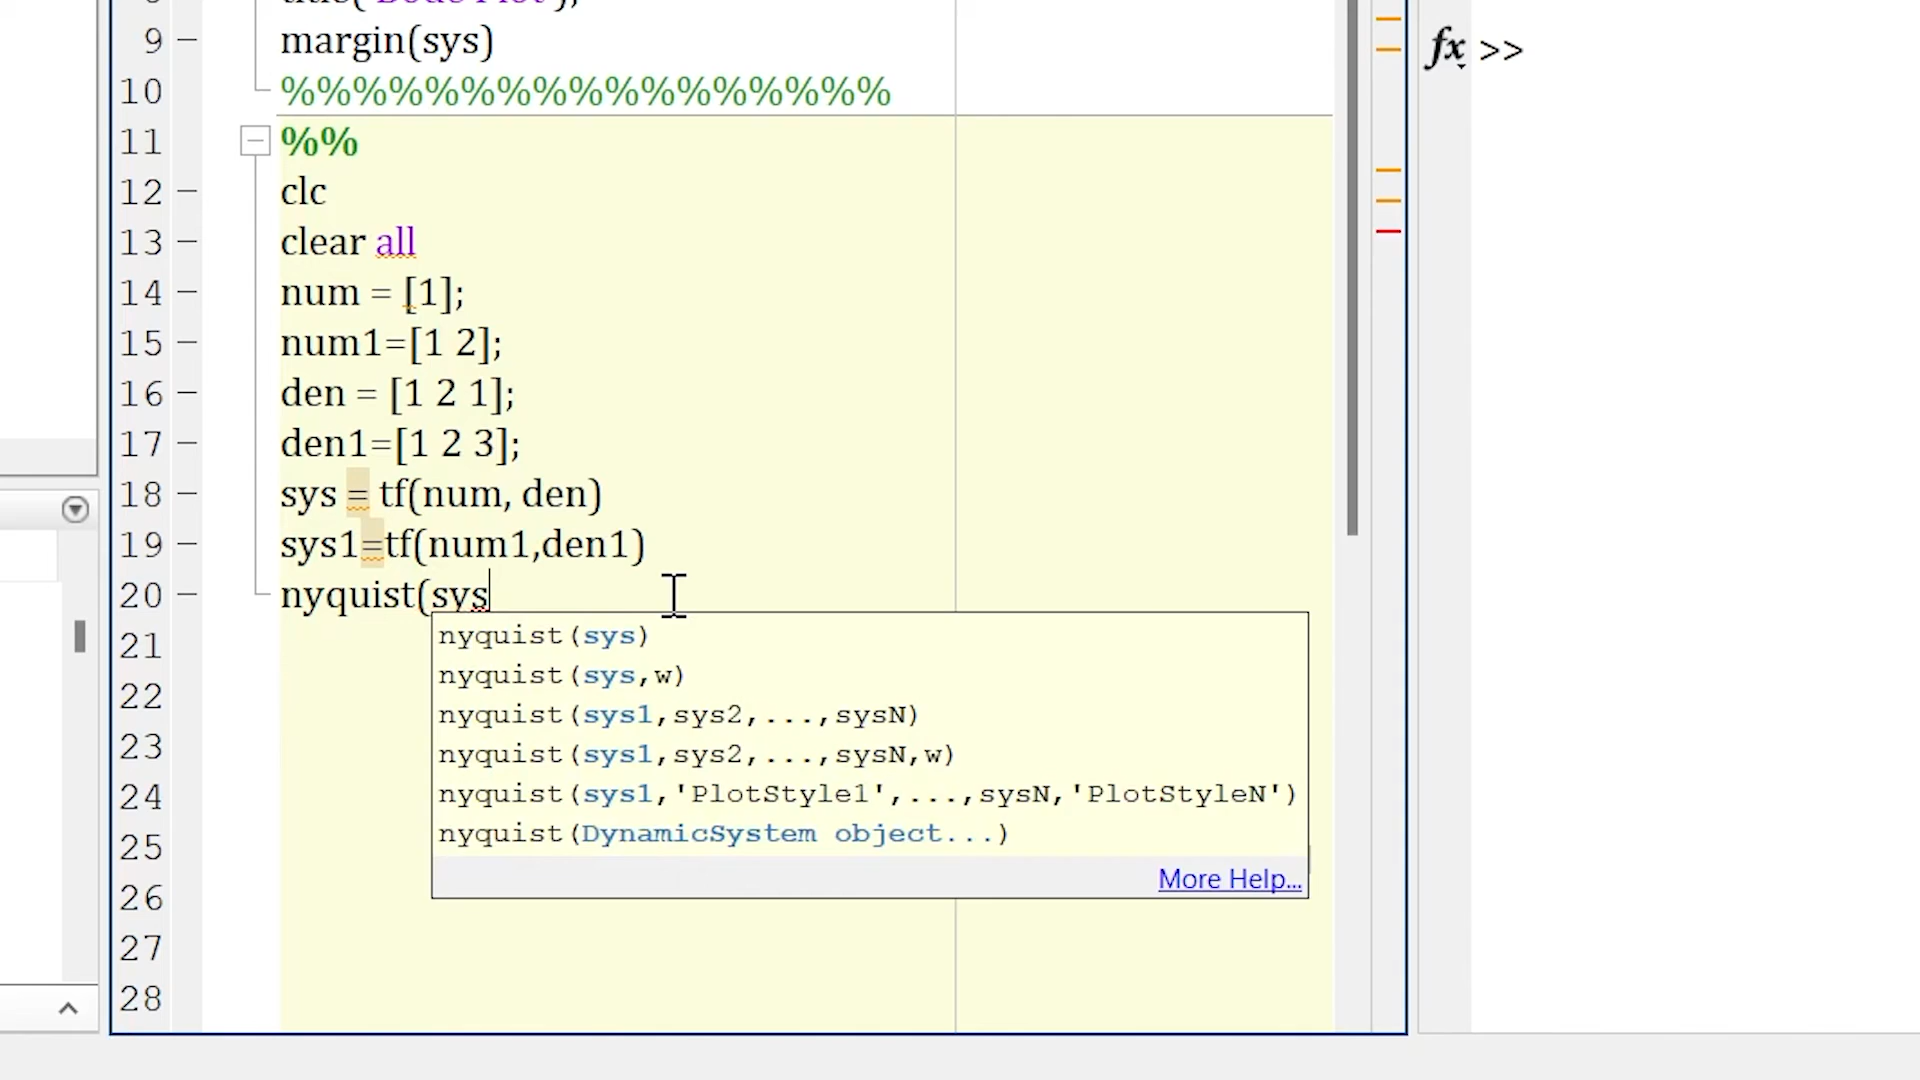 9 margin(sys)
10 %%%%%%%%%%%%%%%%%
11 %%
12 clc
13 clear all
14 num = [1];
15 num1=[1 2];
16 den = [1 2 1];
17 den1=[1 2 3];
18 sys = tf(num, den)
19 sys1=tf(num1,den1)
20 nyquist(sys
21
22
23
24
25
26
27
28
nyquist(sys)
nyquist(sys,w)
nyquist(sys1,sys2,...,sysN)
nyquist(sys1,sys2,...,sysN,w)
nyquist(sys1,'PlotStyle1',...,sysN,'PlotStyleN')
nyquist(DynamicSystem object...)
More Help...
fx >>